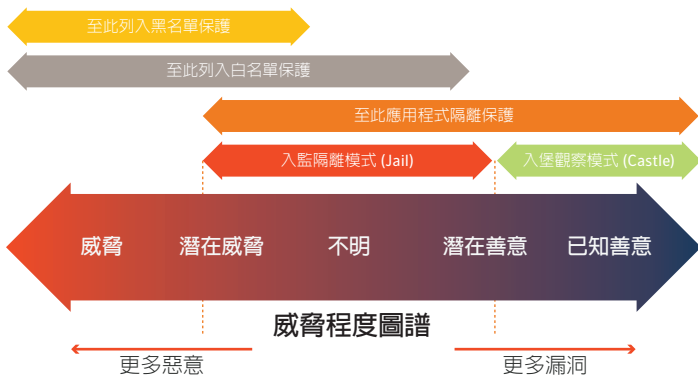 至此列入黑名單保護
至此列入白名單保護
至此應用程式隔離保護
入監隔離模式 (Jail)
入堡觀察模式 (Castle)
威脅
潛在威脅
不明
潛在善意
已知善意
威脅程度圖譜
更多惡意
更多漏洞